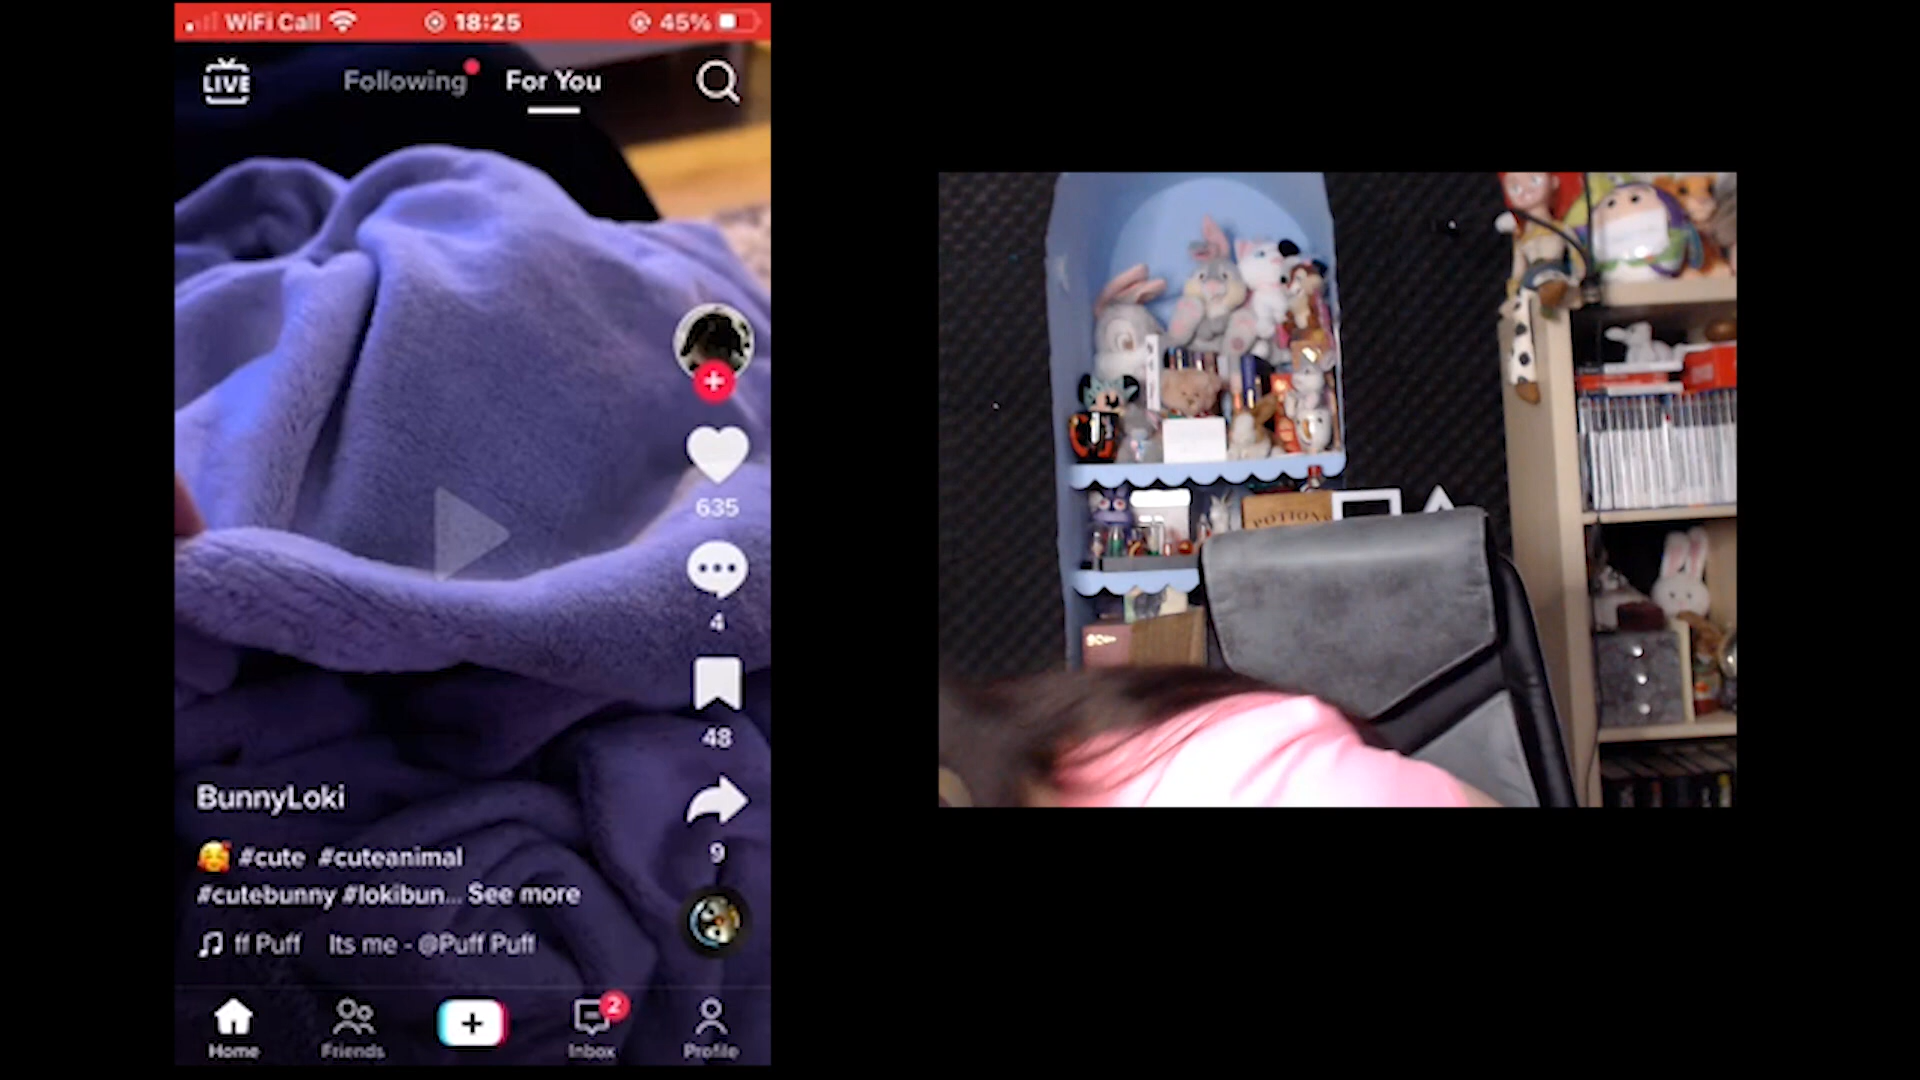 WiFi Call 18:25 45%
LIVE Following For You
635
4
48
BunnyLoki
9
🥰 #cute #cuteanimal
#cutebunny #lokibun... See more
ff Puff Its me - @Puff Puff
Home Friends Inbox 2 Profile
POTIONS